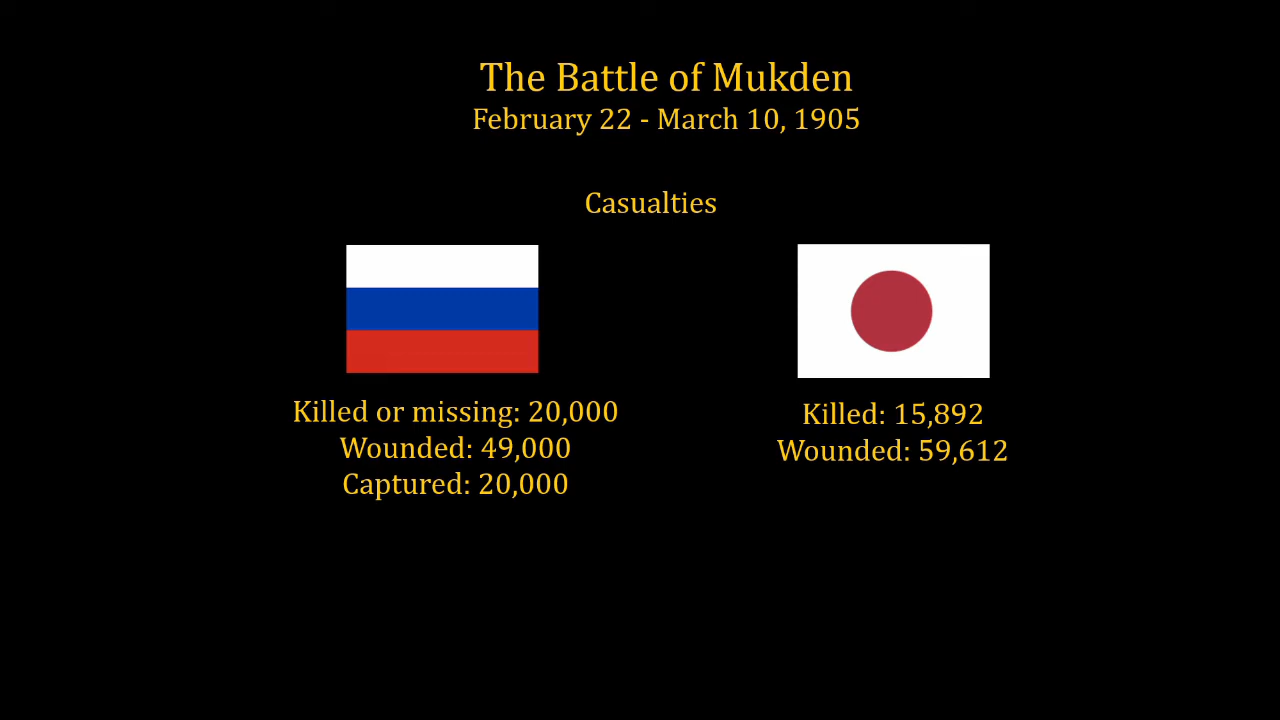 The Battle of Mukden
February 22 - March 10, 1905
Casualties
Killed or missing: 20,000
Wounded: 49,000
Captured: 20,000
Killed: 15,892
Wounded: 59,612